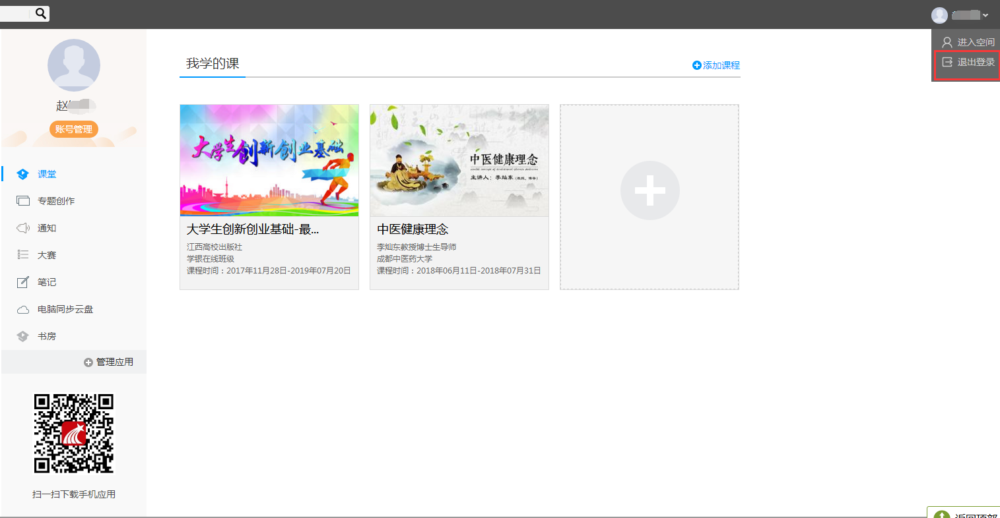 进入空间
退出登录
赵
账号管理
课堂
专题创作
通知
大赛
笔记
电脑同步云盘
书房
管理应用
扫一扫下载手机应用
我学的课
添加课程
大学生创新创业基础
大学生创新创业基础-最...
江西高校出版社
学银在线班级
课程时间：2017年11月28日-2019年07月20日
中医健康理念
主讲人：李灿东（教授，博导）
中医健康理念
李灿东教授博士生导师
成都中医药大学
课程时间：2018年06月11日-2018年07月31日
返回顶部